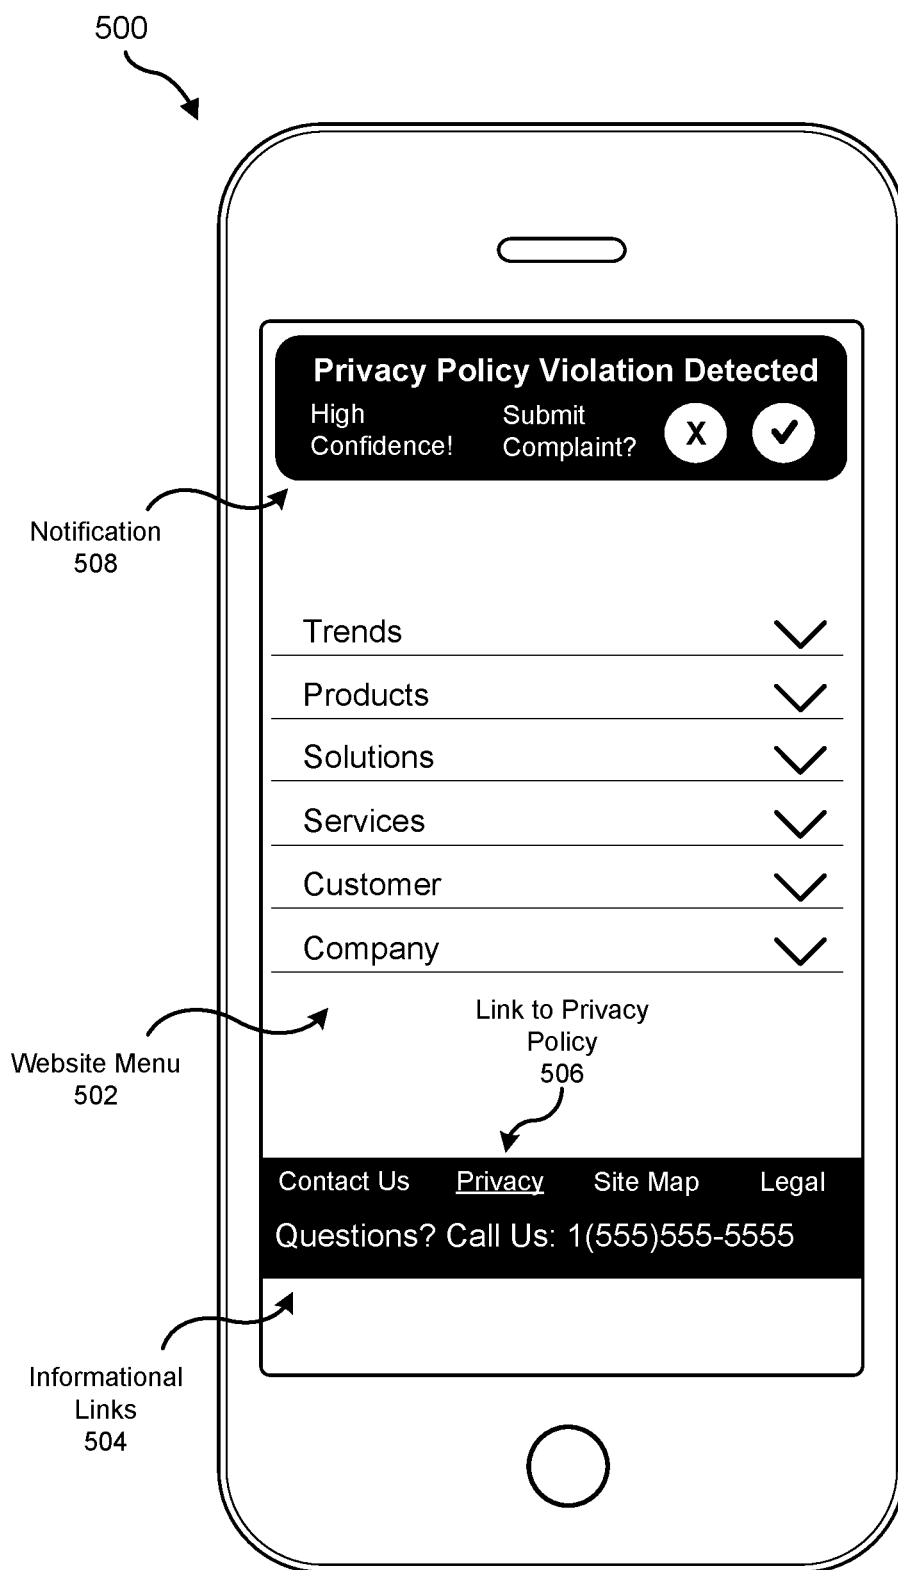 500
Privacy Policy Violation Detected
High
Confidence!
Submit
Complaint?
X
Notification
508
Trends
Products
Solutions
Services
Customer
Company
Website Menu
502
Link to Privacy
Policy
506
Contact Us Privacy Site Map Legal
Questions? Call Us: 1(555)555-5555
Informational
Links
504